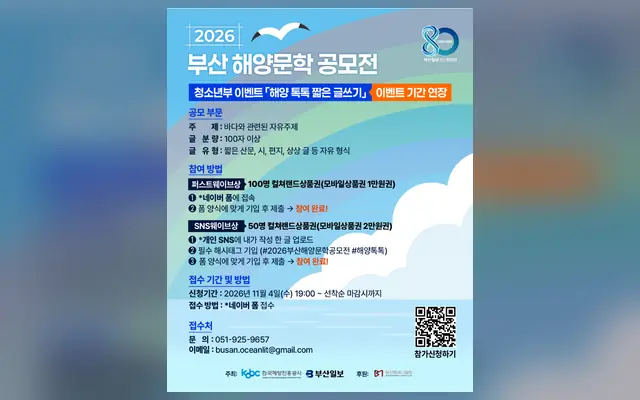 2026
부산 해양문학 공모전
80
청소년부 이벤트 「해양 톡톡 짧은 글쓰기」 이벤트 기간 연장
공모 부문
주 제 : 바다와 관련된 자유주제
글 분 량 : 100자 이상
글 유 형 : 짧은 산문, 시, 편지, 상상 글 등 자유 형식
참여 방법
퍼스트웨이브상 100명 컬쳐랜드상품권(모바일상품권 1만원권)
❶ *네이버 폼에 접속
❷ 폼 양식에 맞게 기입 후 제출 → 참여 완료!
SNS웨이브상 50명 컬쳐랜드상품권(모바일상품권 2만원권)
❶ *개인 SNS에 내가 작성 한 글 업로드
❷ 필수 해시태그 기입 (#2026부산해양문학공모전 #해양톡톡)
❸ 폼 양식에 맞게 기입 후 제출 → 참여 완료!
접수 기간 및 방법
신청기간 : 2026년 11월 4일(수) 19:00 ~ 선착순 마감시까지
접수 방법 : *네이버 폼 접수
접수처
문 의 : 051-925-9657
이메일 : busan.oceanlit@gmail.com
참가신청하기
주최: kobc 한국해양진흥공사 부산일보 후원: